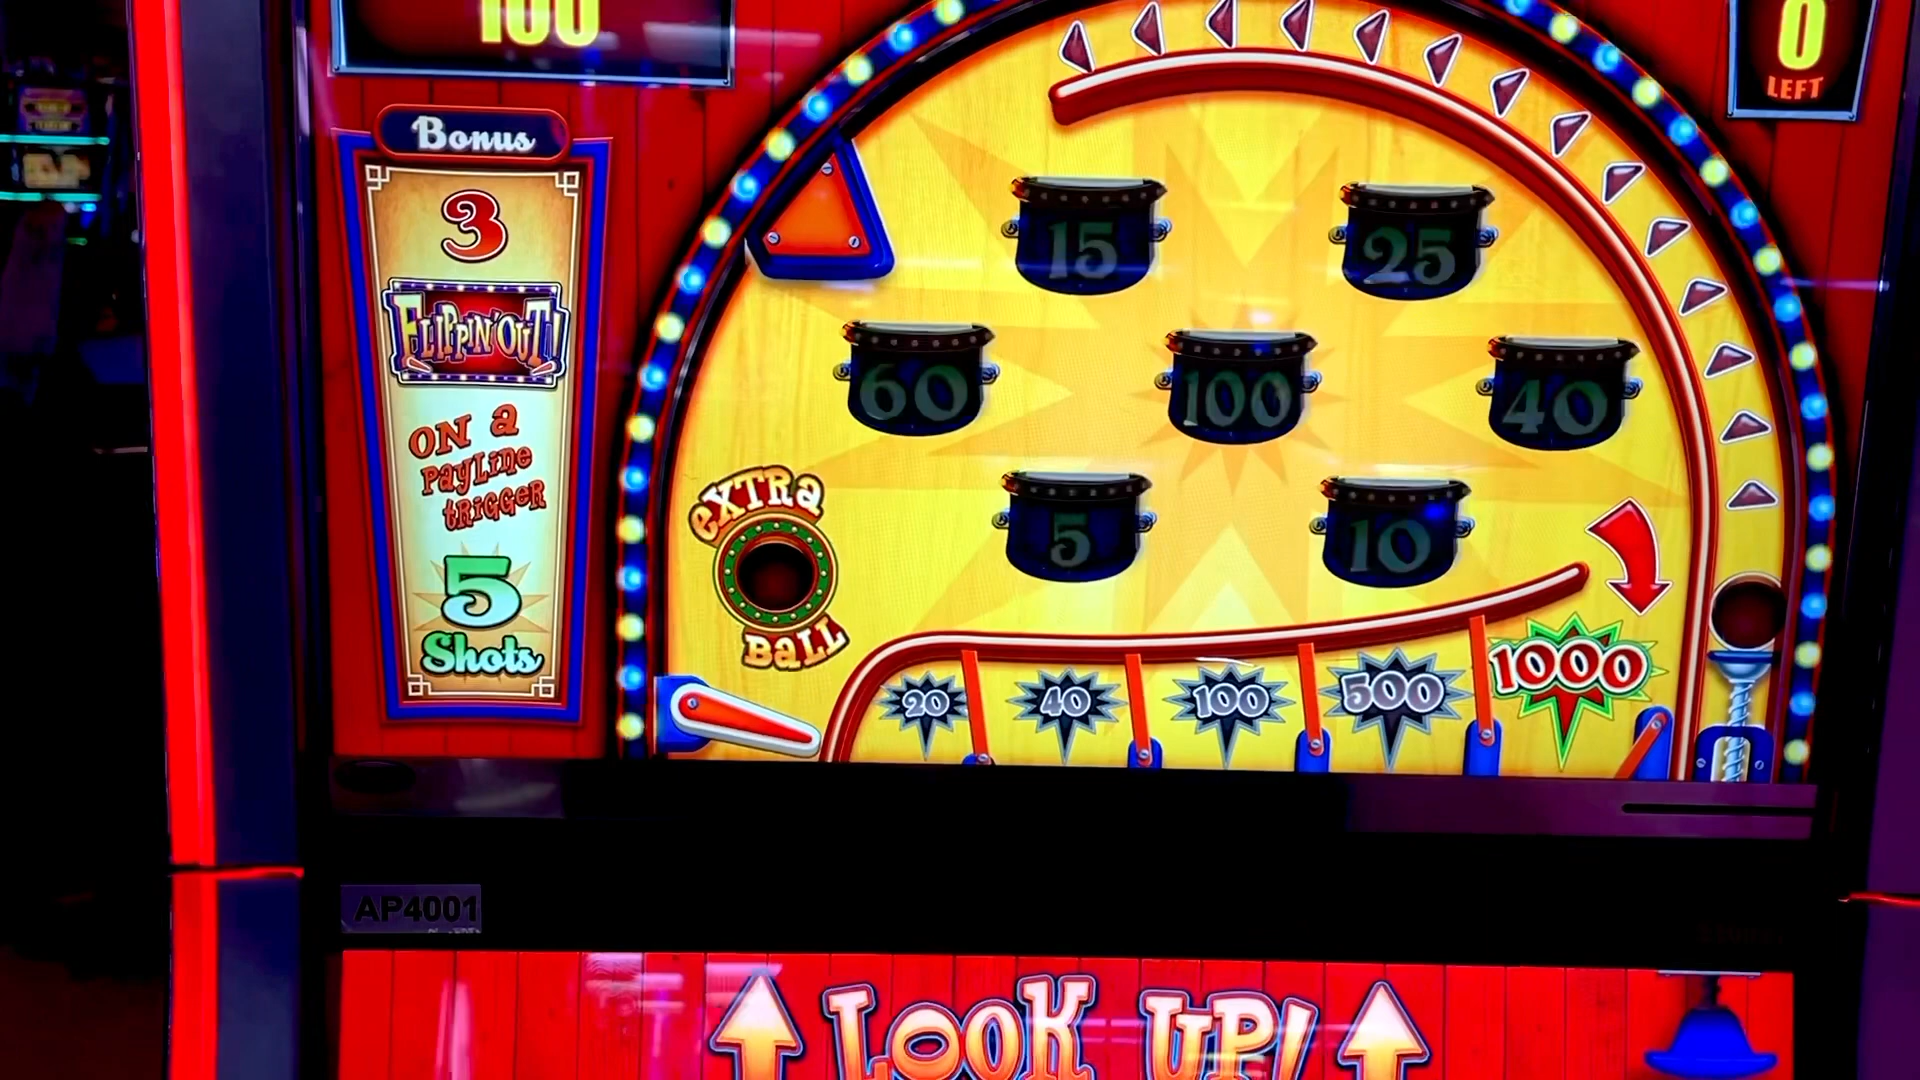 100
0
LEFT
Bonus
3
FLIPPIN' OUT!
ON a
PayLine
tRiGGeR
5
Shots
15
25
60
100
40
5
10
eXTRa
BaLL
20
40
100
500
1000
AP4001
LOOK UP!